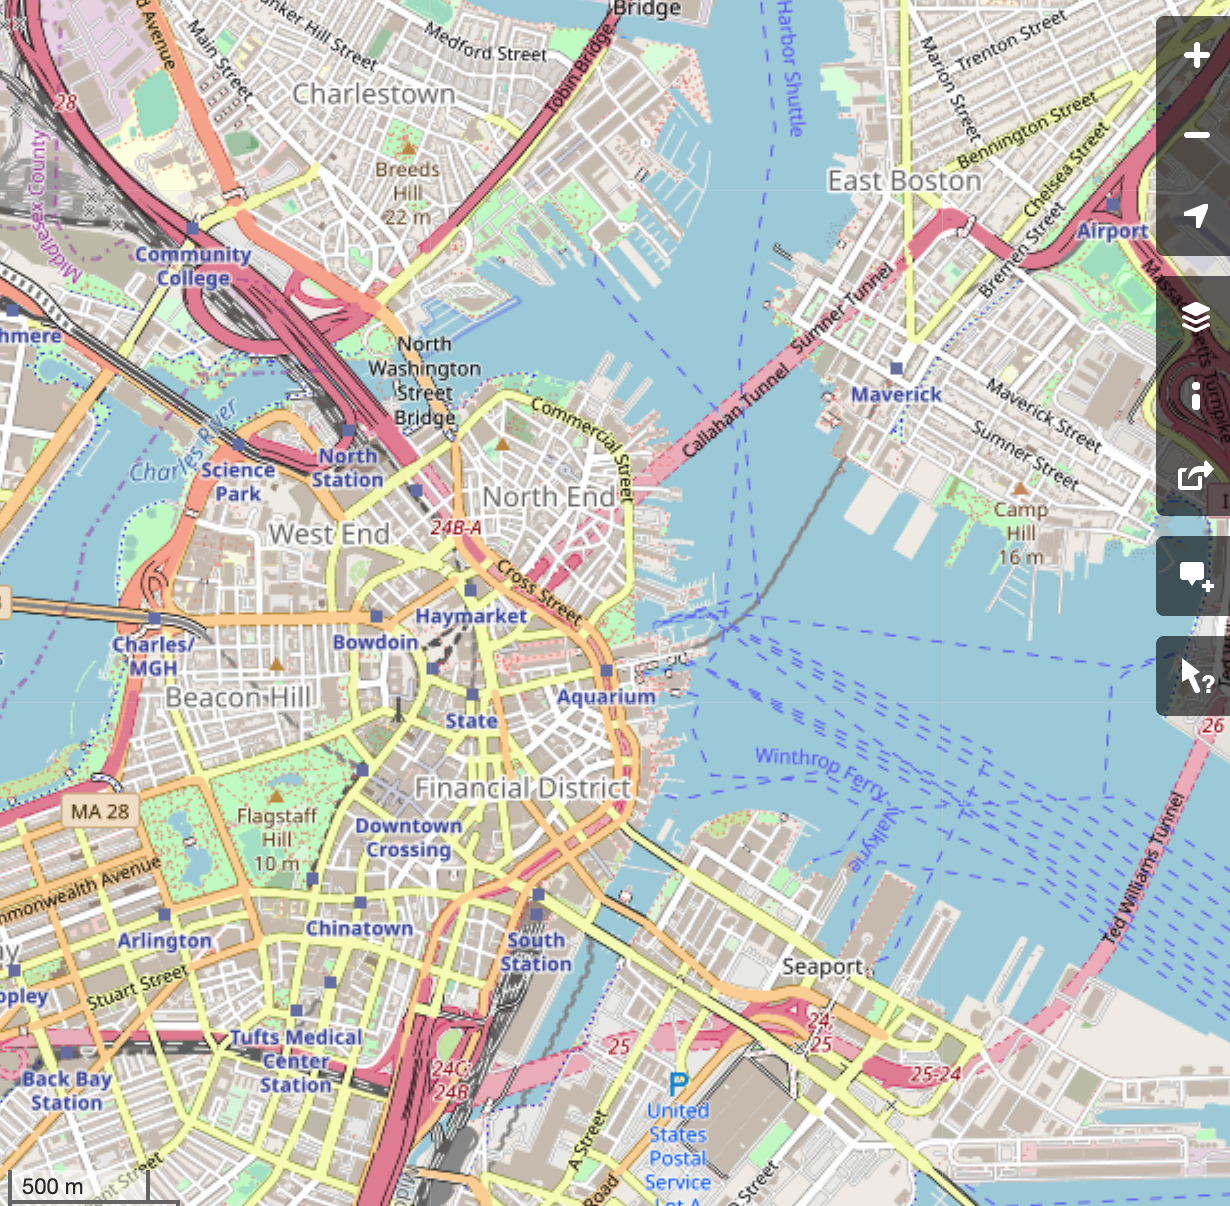 Bridge
d Avenue
Main Street
Bunker Hill Street
Medford Street
Tobin Bridge
Harbor Shuttle
Marion Street
Trenton Street
28
Charlestown
Bennington Street
Chelsea Street
Middlesex County
Breeds
Hill
22 m
East Boston
Airport
Community
College
Bremen Street
Sumner Tunnel
hmere
North
Washington
Street
Bridge
Callahan Tunnel
Maverick
Maverick Street
Sumner Street
Commercial Street
Charles River
Science
Park
North
Station
North End
West End
24B-A
Camp
Hill
16 m
Cross Street
Haymarket
Bowdoin
Charles/
MGH
Beacon Hill
Aquarium
State
26
Winthrop Ferry
Valkyrie
Financial District
MA 28
Flagstaff
Hill
10 m
Downtown
Crossing
Ted Williams Tunnel
mmonwealth Avenue
Arlington
Chinatown
South
Station
Seaport
opley
Stuart Street
Tufts Medical
Center
Station
24-
25
25
25-24
24C-
24B
Back Bay
Station
P
United
States
Postal
Service
Lot A
A Street
Road
Street
500 m